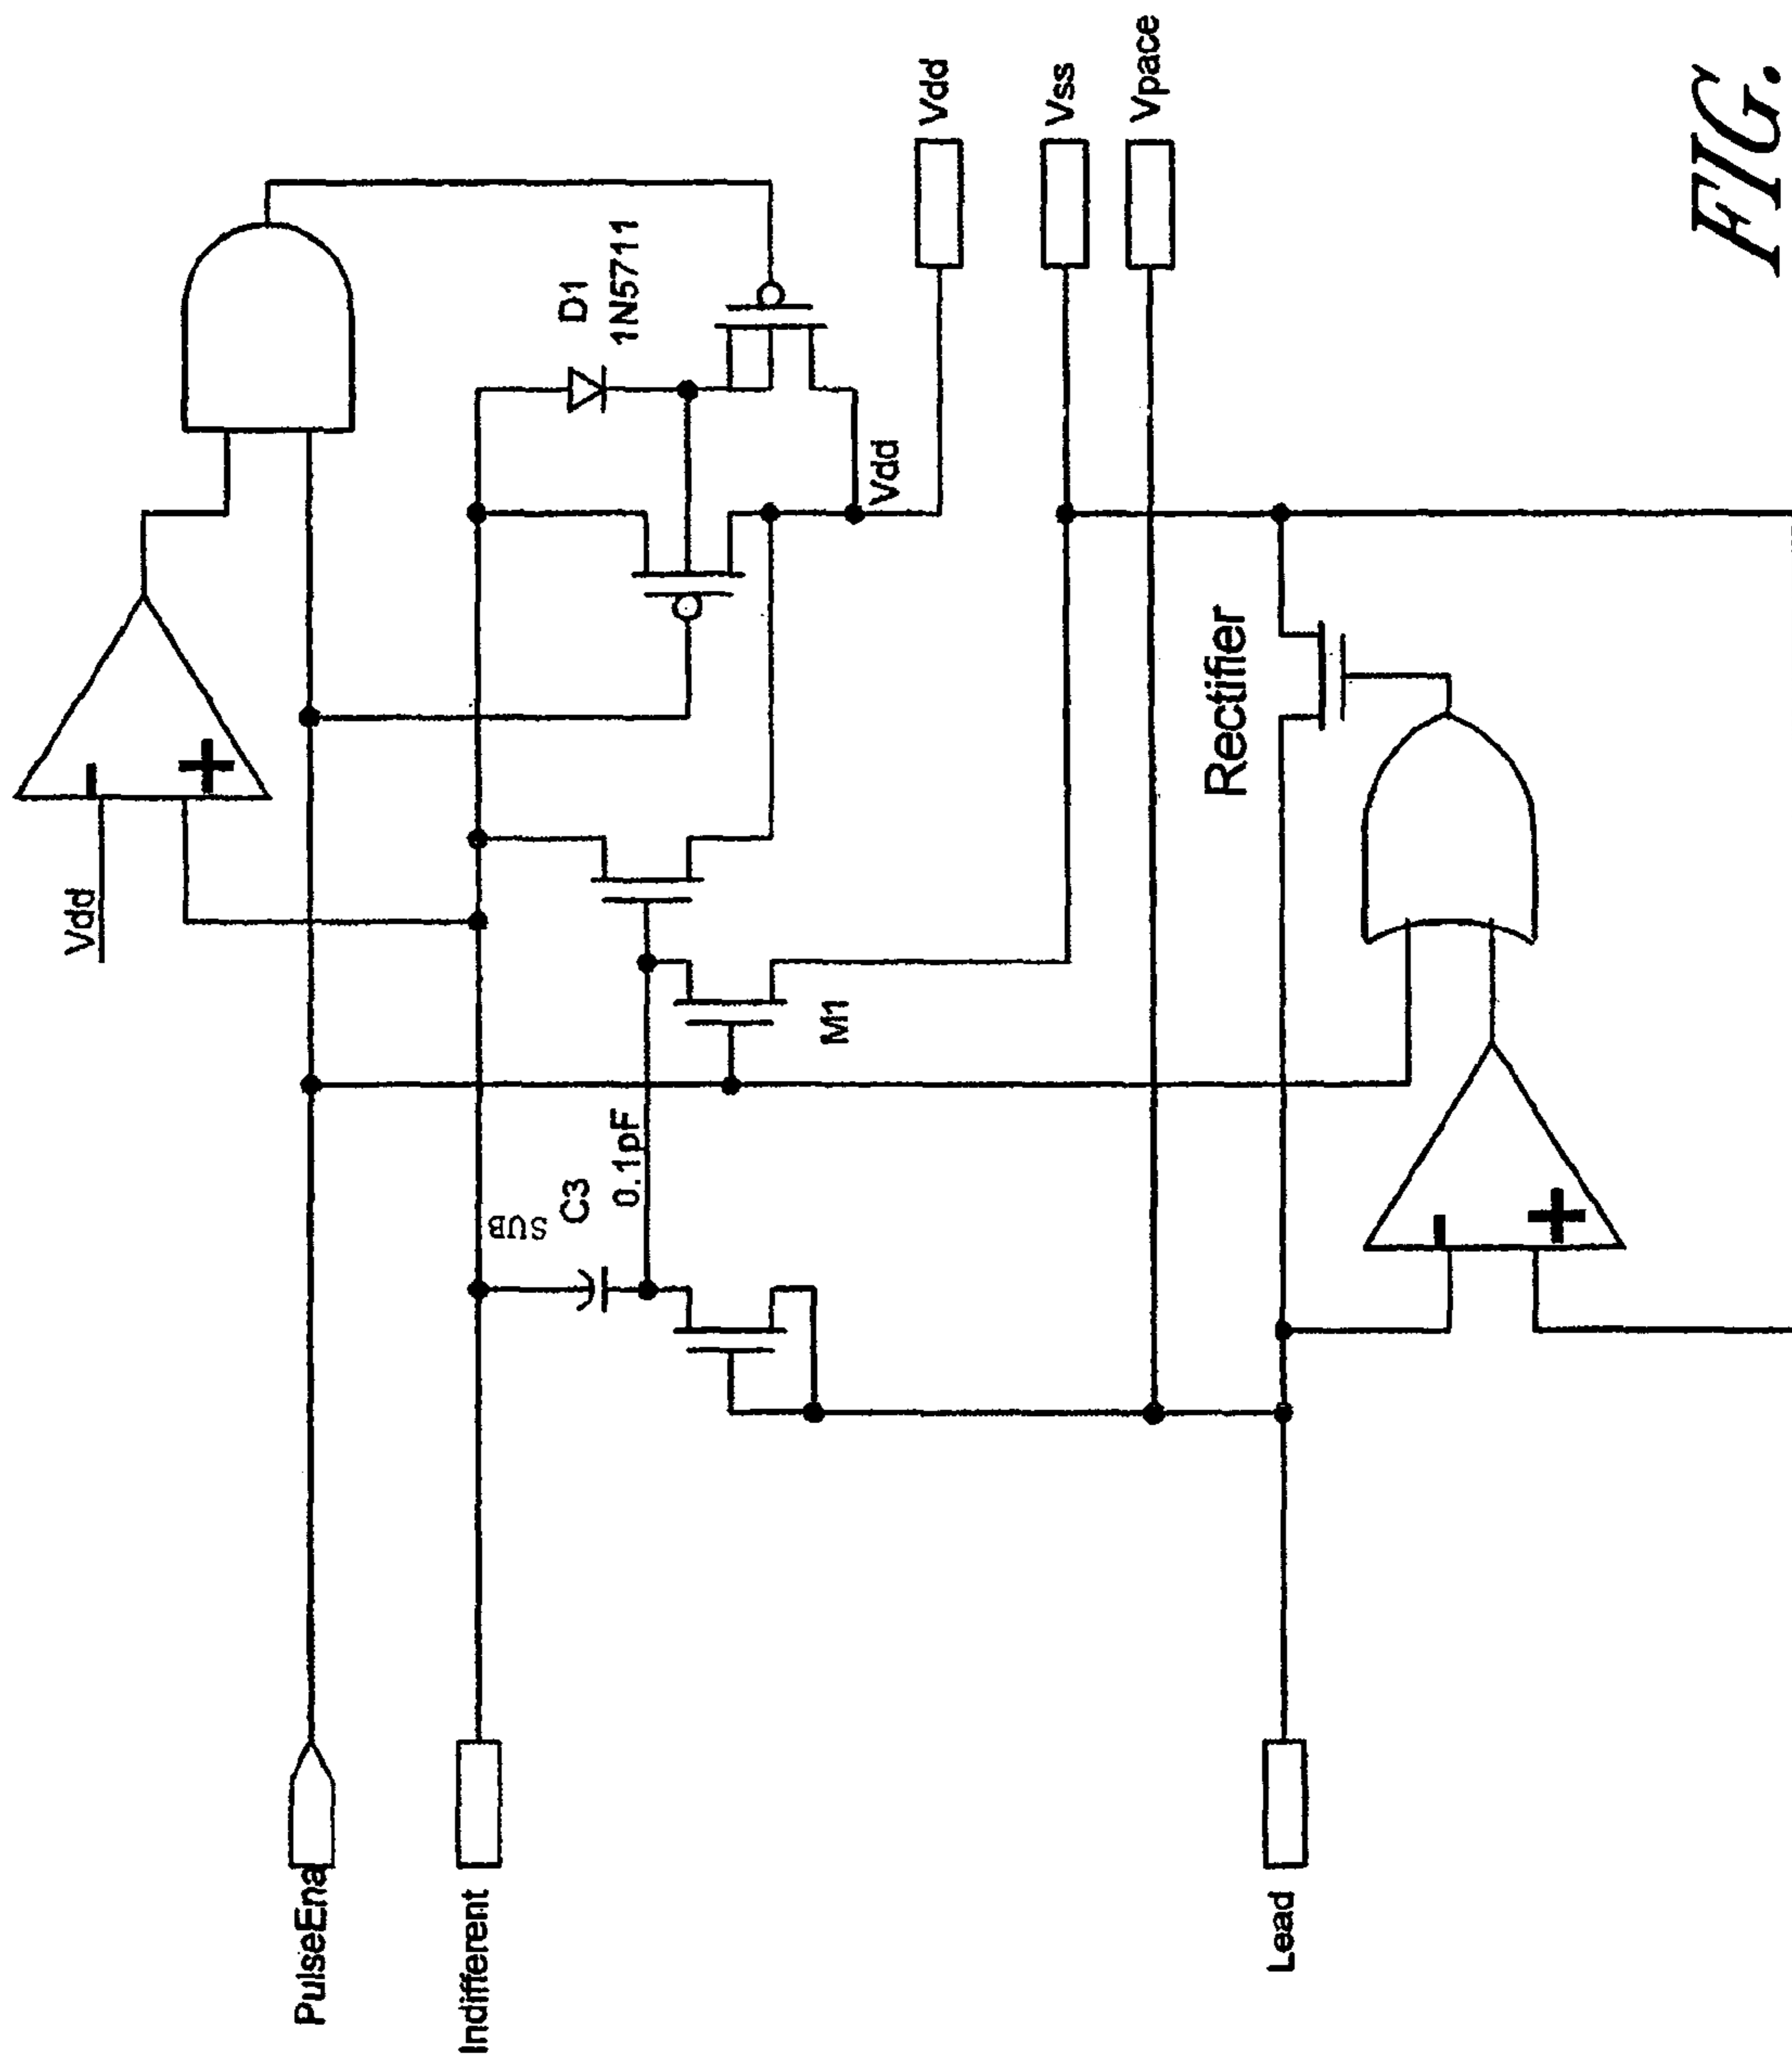 PulseEna
Indifferent
Lead
Vdd
-
+
SUB
C3
0.1pF
M1
D1
1N5711
Vdd
Vdd
Vss
Vpace
Rectifier
-
+
FIG.